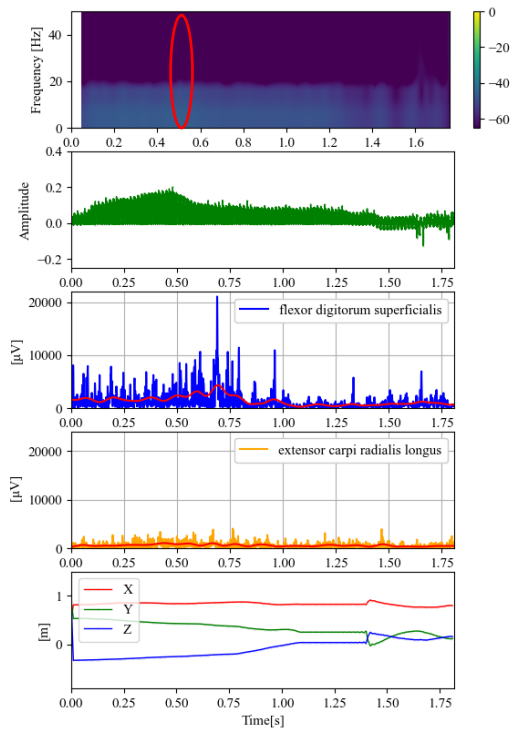 Frequency [Hz]
40
20
0
0.0 0.2 0.4 0.6 0.8 1.0 1.2 1.4 1.6
0
−20
−40
−60
Amplitude
0.4
0.2
0.0
−0.2
0.00 0.25 0.50 0.75 1.00 1.25 1.50 1.75
[µV]
20000
10000
0
flexor digitorum superficialis
0.00 0.25 0.50 0.75 1.00 1.25 1.50 1.75
[µV]
20000
10000
0
extensor carpi radialis longus
0.00 0.25 0.50 0.75 1.00 1.25 1.50 1.75
[m]
1
0
X
Y
Z
0.00 0.25 0.50 0.75 1.00 1.25 1.50 1.75
Time[s]